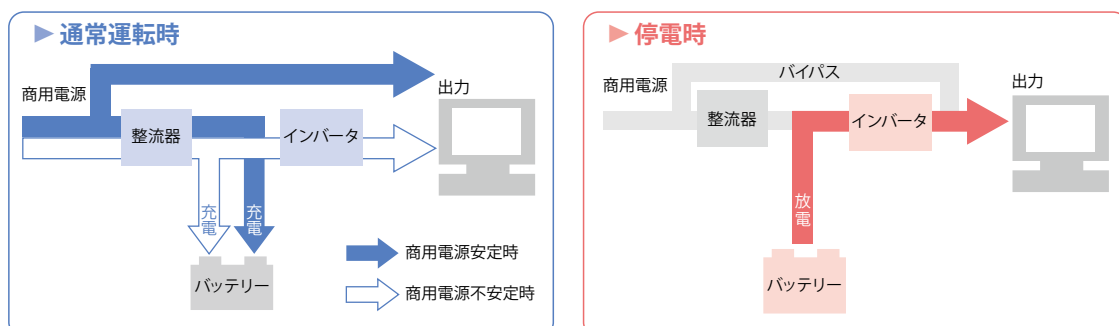 通常運転時
商用電源
整流器
インバータ
出力
充電
充電
バッテリー
商用電源安定時
商用電源不安定時
停電時
商用電源
バイパス
整流器
インバータ
出力
放電
バッテリー